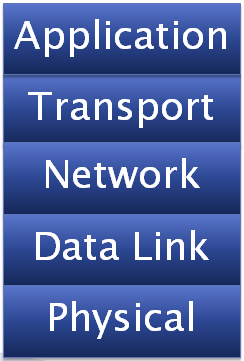 Application
Transport
Network
Data Link
Physical